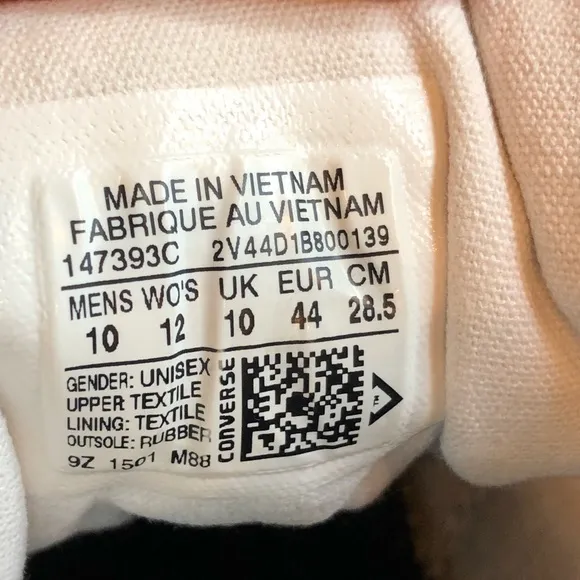 MADE IN VIETNAM
FABRIQUE AU VIETNAM
147393C 2V44D1B800139
MENS WO'S UK EUR CM
10 12 10 44 28.5
GENDER: UNISEX
UPPER: TEXTILE
LINING: TEXTILE
OUTSOLE: RUBBER
9Z 1501 M88
CONVERSE
TM